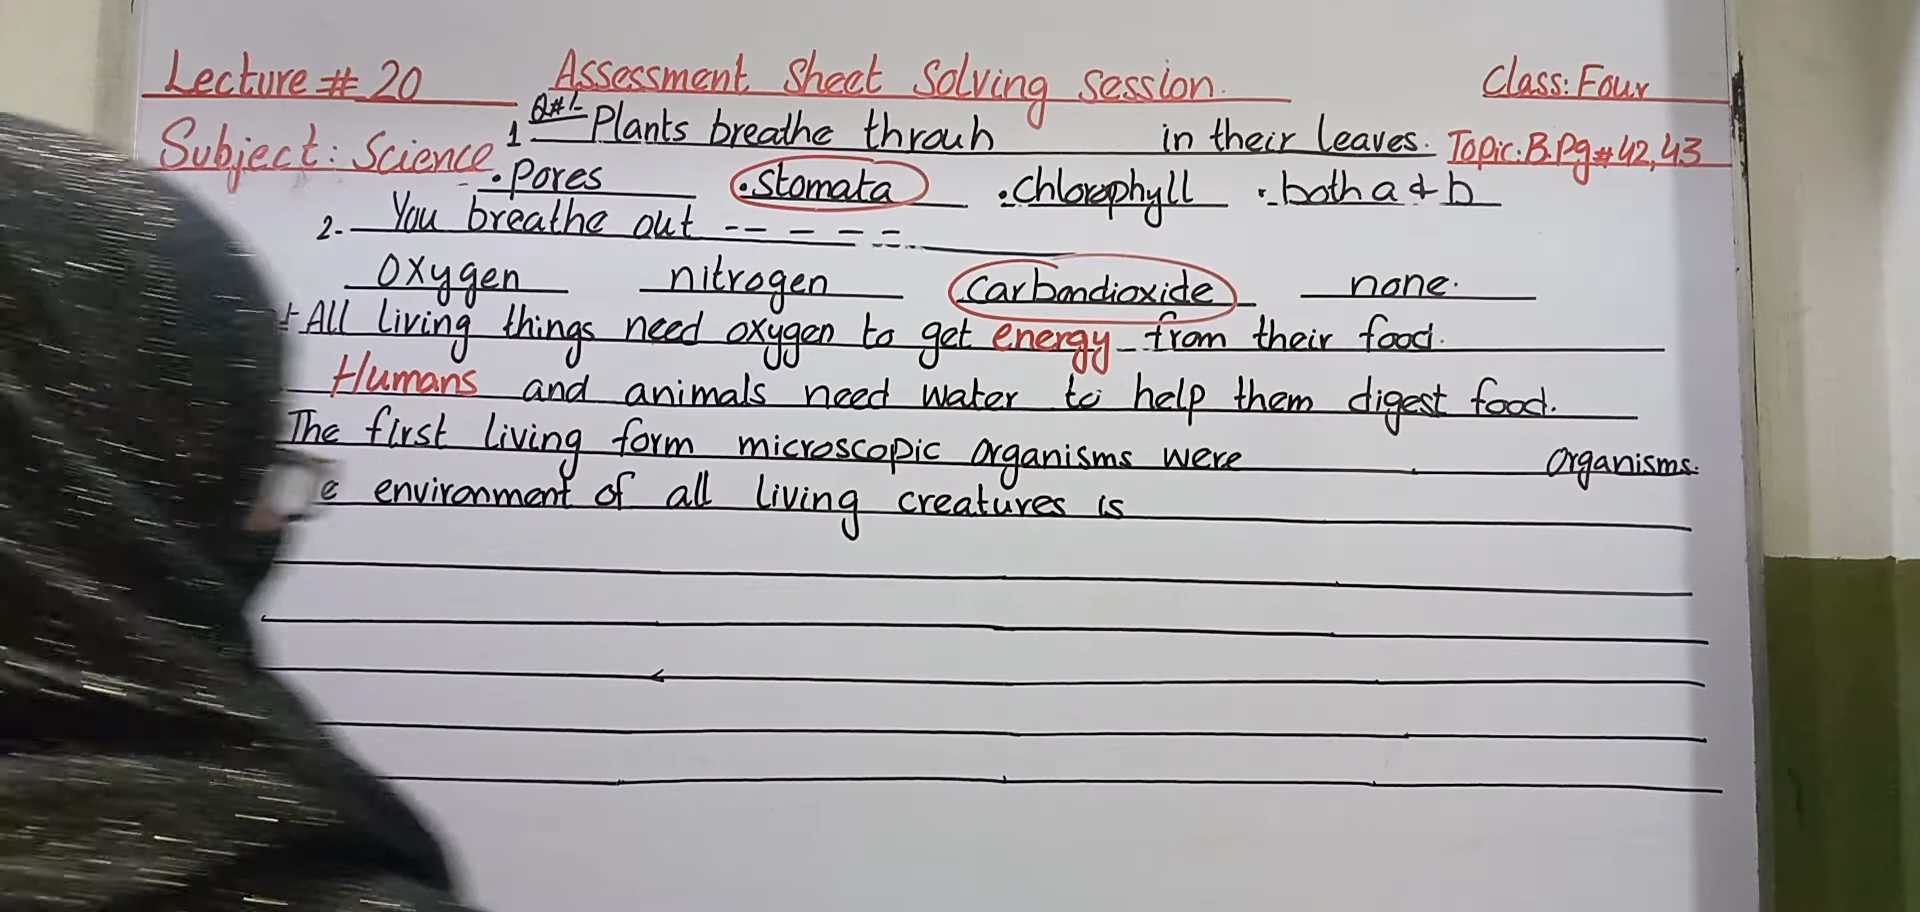 Lecture # 20 Assessment Sheet Solving Session. Class: Four
Subject: Science Topic: B.Pg # 42,43
Q#1-
1 Plants breathe throuh in their leaves.
. Pores . Stomata . Chlorophyll . both a & b
2. You breathe out -- - - - -
oxygen nitrogen Carbondioxide none.
All living things need oxygen to get energy from their food.
Humans and animals need water to help them digest food.
The first living form microscopic organisms were organisms.
environment of all living creatures is